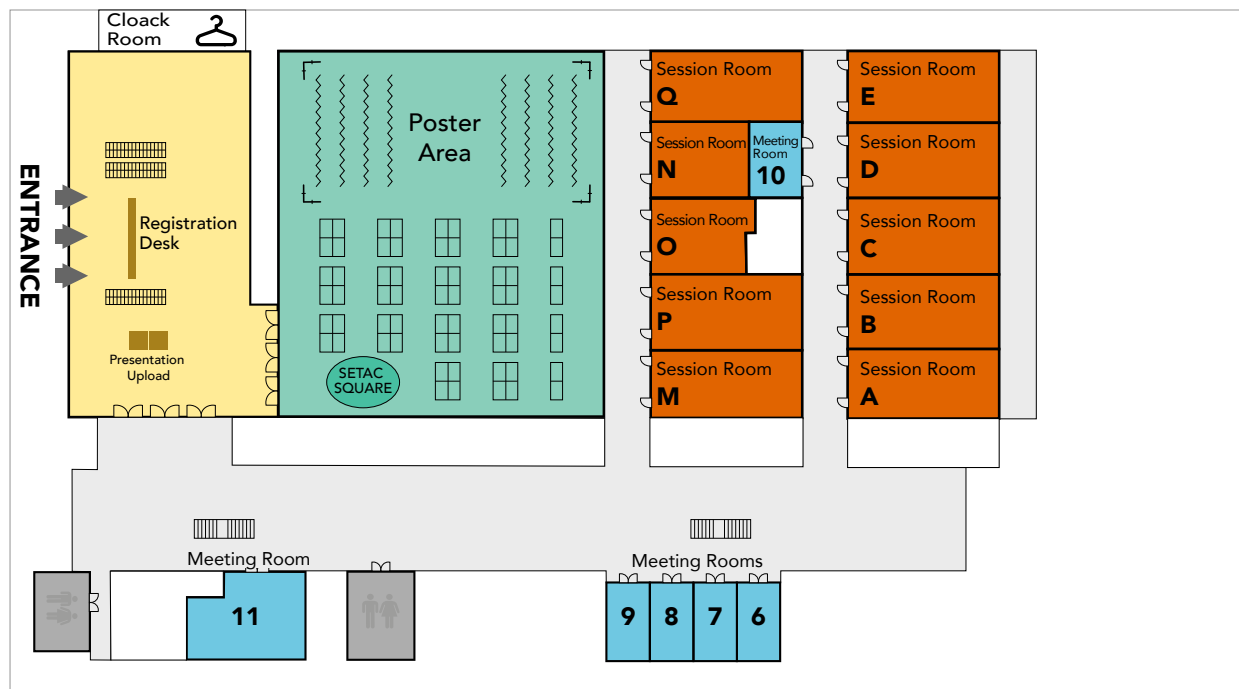 Cloack
Room
ENTRANCE
Registration
Desk
Presentation
Upload
Poster
Area
SETAC
SQUARE
Session Room
Q
Session Room
N
Meeting
Room
10
Session Room
O
Session Room
P
Session Room
M
Session Room
E
Session Room
D
Session Room
C
Session Room
B
Session Room
A
Meeting Room
11
Meeting Rooms
9
8
7
6